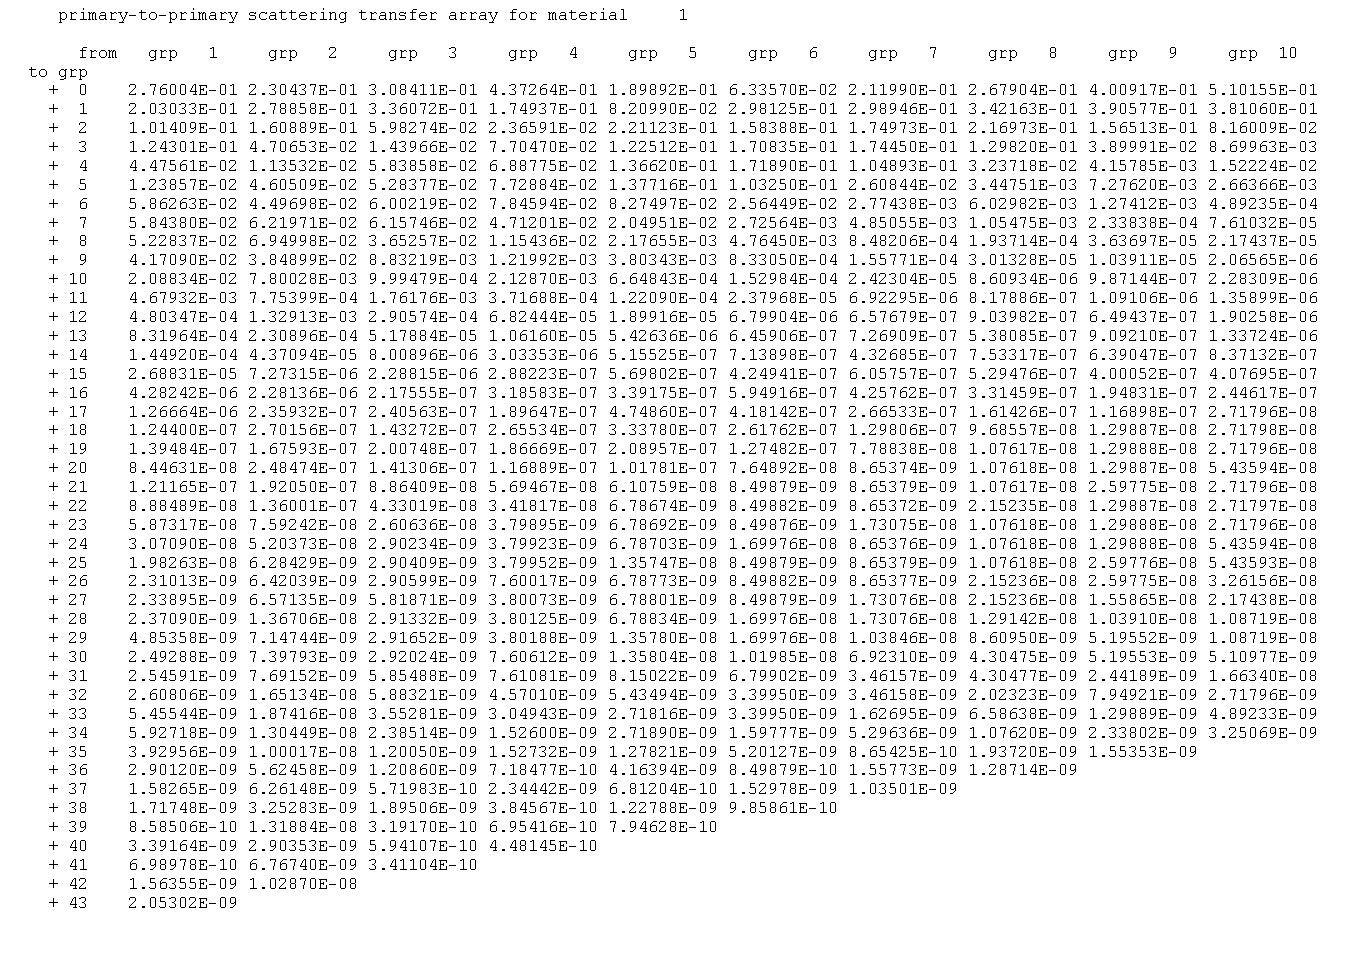 primary-to-primary scattering transfer array for material     1
from   grp   1     grp   2     grp   3     grp   4     grp   5     grp   6     grp   7     grp   8     grp   9     grp  10
to grp
+  0    2.76004E-01 2.30437E-01 3.08411E-01 4.37264E-01 1.89892E-01 6.33570E-02 2.11990E-01 2.67904E-01 4.00917E-01 5.10155E-01
+  1    2.03033E-01 2.78858E-01 3.36072E-01 1.74937E-01 8.20990E-02 2.98125E-01 2.98946E-01 3.42163E-01 3.90577E-01 3.81060E-01
+  2    1.01409E-01 1.60889E-01 5.98274E-02 2.36591E-02 2.21123E-01 1.58388E-01 1.74973E-01 2.16973E-01 1.56513E-01 8.16009E-02
+  3    1.24301E-01 4.70653E-02 1.43966E-02 7.70470E-02 1.22512E-01 1.70835E-01 1.74450E-01 1.29820E-01 3.89991E-02 8.69963E-03
+  4    4.47561E-02 1.13532E-02 5.83858E-02 6.88775E-02 1.36620E-01 1.71890E-01 1.04893E-01 3.23718E-02 4.15785E-03 1.52224E-02
+  5    1.23857E-02 4.60509E-02 5.28377E-02 7.72884E-02 1.37716E-01 1.03250E-01 2.60844E-02 3.44751E-03 7.27620E-03 2.66366E-03
+  6    5.86263E-02 4.49698E-02 6.00219E-02 7.84594E-02 8.27497E-02 2.56449E-02 2.77438E-03 6.02983E-03 1.27412E-03 4.89235E-04
+  7    5.84380E-02 6.21971E-02 6.15746E-02 4.71201E-02 2.04951E-02 2.72564E-03 4.85055E-03 1.05475E-03 2.33838E-04 7.61032E-05
+  8    5.22837E-02 6.94998E-02 3.65257E-02 1.15436E-02 2.17655E-03 4.76450E-03 8.48206E-04 1.93714E-04 3.63697E-05 2.17437E-05
+  9    4.17090E-02 3.84899E-02 8.83219E-03 1.21992E-03 3.80343E-03 8.33050E-04 1.55771E-04 3.01328E-05 1.03911E-05 2.06565E-06
+ 10    2.08834E-02 7.80028E-03 9.99479E-04 2.12870E-03 6.64843E-04 1.52984E-04 2.42304E-05 8.60934E-06 9.87144E-07 2.28309E-06
+ 11    4.67932E-03 7.75399E-04 1.76176E-03 3.71688E-04 1.22090E-04 2.37968E-05 6.92295E-06 8.17886E-07 1.09106E-06 1.35899E-06
+ 12    4.80347E-04 1.32913E-03 2.90574E-04 6.82444E-05 1.89916E-05 6.79904E-06 6.57679E-07 9.03982E-07 6.49437E-07 1.90258E-06
+ 13    8.31964E-04 2.30896E-04 5.17884E-05 1.06160E-05 5.42636E-06 6.45906E-07 7.26909E-07 5.38085E-07 9.09210E-07 1.33724E-06
+ 14    1.44920E-04 4.37094E-05 8.00896E-06 3.03353E-06 5.15525E-07 7.13898E-07 4.32685E-07 7.53317E-07 6.39047E-07 8.37132E-07
+ 15    2.68831E-05 7.27315E-06 2.28815E-06 2.88223E-07 5.69802E-07 4.24941E-07 6.05757E-07 5.29476E-07 4.00052E-07 4.07695E-07
+ 16    4.28242E-06 2.28136E-06 2.17555E-07 3.18583E-07 3.39175E-07 5.94916E-07 4.25762E-07 3.31459E-07 1.94831E-07 2.44617E-07
+ 17    1.26664E-06 2.35932E-07 2.40563E-07 1.89647E-07 4.74860E-07 4.18142E-07 2.66533E-07 1.61426E-07 1.16898E-07 2.71796E-08
+ 18    1.24400E-07 2.70156E-07 1.43272E-07 2.65534E-07 3.33780E-07 2.61762E-07 1.29806E-07 9.68557E-08 1.29887E-08 2.71798E-08
+ 19    1.39484E-07 1.67593E-07 2.00748E-07 1.86669E-07 2.08957E-07 1.27482E-07 7.78838E-08 1.07617E-08 1.29888E-08 2.71796E-08
+ 20    8.44631E-08 2.48474E-07 1.41306E-07 1.16889E-07 1.01781E-07 7.64892E-08 8.65374E-09 1.07618E-08 1.29887E-08 5.43594E-08
+ 21    1.21165E-07 1.92050E-07 8.86409E-08 5.69467E-08 6.10759E-08 8.49879E-09 8.65379E-09 1.07617E-08 2.59775E-08 2.71796E-08
+ 22    8.88489E-08 1.36001E-07 4.33019E-08 3.41817E-08 6.78674E-09 8.49882E-09 8.65372E-09 2.15235E-08 1.29887E-08 2.71797E-08
+ 23    5.87317E-08 7.59242E-08 2.60636E-08 3.79895E-09 6.78692E-09 8.49876E-09 1.73075E-08 1.07618E-08 1.29888E-08 2.71796E-08
+ 24    3.07090E-08 5.20373E-08 2.90234E-09 3.79923E-09 6.78703E-09 1.69976E-08 8.65376E-09 1.07618E-08 1.29888E-08 5.43594E-08
+ 25    1.98263E-08 6.28429E-09 2.90409E-09 3.79952E-09 1.35747E-08 8.49879E-09 8.65379E-09 1.07618E-08 2.59776E-08 5.43593E-08
+ 26    2.31013E-09 6.42039E-09 2.90599E-09 7.60017E-09 6.78773E-09 8.49882E-09 8.65377E-09 2.15236E-08 2.59775E-08 3.26156E-08
+ 27    2.33895E-09 6.57135E-09 5.81871E-09 3.80073E-09 6.78801E-09 8.49879E-09 1.73076E-08 2.15236E-08 1.55865E-08 2.17438E-08
+ 28    2.37090E-09 1.36706E-08 2.91332E-09 3.80125E-09 6.78834E-09 1.69976E-08 1.73076E-08 1.29142E-08 1.03910E-08 1.08719E-08
+ 29    4.85358E-09 7.14744E-09 2.91652E-09 3.80188E-09 1.35780E-08 1.69976E-08 1.03846E-08 8.60950E-09 5.19552E-09 1.08719E-08
+ 30    2.49288E-09 7.39793E-09 2.92024E-09 7.60612E-09 1.35804E-08 1.01985E-08 6.92310E-09 4.30475E-09 5.19553E-09 5.10977E-09
+ 31    2.54591E-09 7.69152E-09 5.85488E-09 7.61081E-09 8.15022E-09 6.79902E-09 3.46157E-09 4.30477E-09 2.44189E-09 1.66340E-08
+ 32    2.60806E-09 1.65134E-08 5.88321E-09 4.57010E-09 5.43494E-09 3.39950E-09 3.46158E-09 2.02323E-09 7.94921E-09 2.71796E-09
+ 33    5.45544E-09 1.87416E-08 3.55281E-09 3.04943E-09 2.71816E-09 3.39950E-09 1.62695E-09 6.58638E-09 1.29889E-09 4.89233E-09
+ 34    5.92718E-09 1.30449E-08 2.38514E-09 1.52600E-09 2.71890E-09 1.59777E-09 5.29636E-09 1.07620E-09 2.33802E-09 3.25069E-09
+ 35    3.92956E-09 1.00017E-08 1.20050E-09 1.52732E-09 1.27821E-09 5.20127E-09 8.65425E-10 1.93720E-09 1.55353E-09
+ 36    2.90120E-09 5.62458E-09 1.20860E-09 7.18477E-10 4.16394E-09 8.49879E-10 1.55773E-09 1.28714E-09
+ 37    1.58265E-09 6.26148E-09 5.71983E-10 2.34442E-09 6.81204E-10 1.52978E-09 1.03501E-09
+ 38    1.71748E-09 3.25283E-09 1.89506E-09 3.84567E-10 1.22788E-09 9.85861E-10
+ 39    8.58506E-10 1.31884E-08 3.19170E-10 6.95416E-10 7.94628E-10
+ 40    3.39164E-09 2.90353E-09 5.94107E-10 4.48145E-10
+ 41    6.98978E-10 6.76740E-09 3.41104E-10
+ 42    1.56355E-09 1.02870E-08
+ 43    2.05302E-09